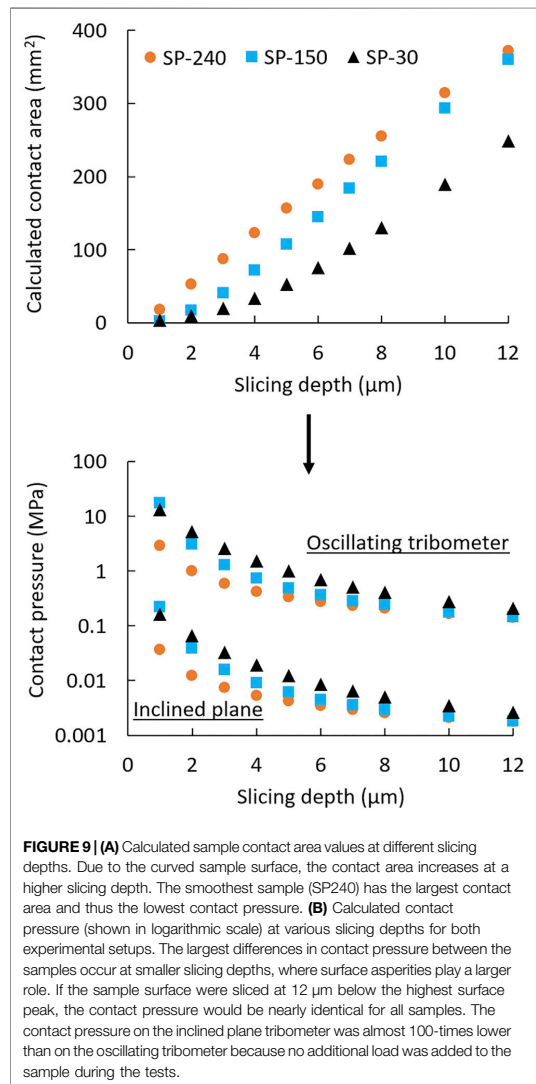 400
300
200
100
0
Calculated contact area (mm²)
SP-240 SP-150 SP-30
0 2 4 6 8 10 12
Slicing depth (µm)
100
10
1
0.1
0.01
0.001
Contact pressure (MPa)
Oscillating tribometer
Inclined plane
0 2 4 6 8 10 12
Slicing depth (µm)
FIGURE 9 | (A) Calculated sample contact area values at different slicing
depths. Due to the curved sample surface, the contact area increases at a
higher slicing depth. The smoothest sample (SP240) has the largest contact
area and thus the lowest contact pressure. (B) Calculated contact
pressure (shown in logarithmic scale) at various slicing depths for both
experimental setups. The largest differences in contact pressure between the
samples occur at smaller slicing depths, where surface asperities play a larger
role. If the sample surface were sliced at 12 µm below the highest surface
peak, the contact pressure would be nearly identical for all samples. The
contact pressure on the inclined plane tribometer was almost 100-times lower
than on the oscillating tribometer because no additional load was added to the
sample during the tests.